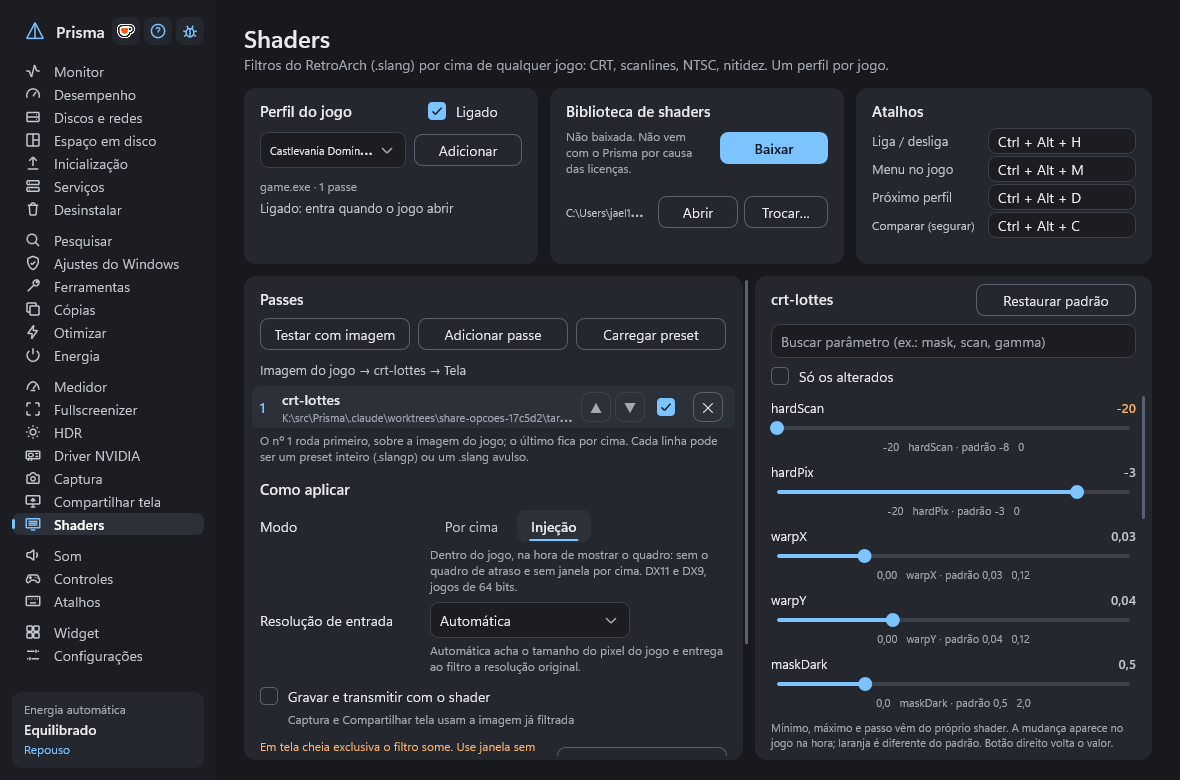 Prisma
Monitor
Desempenho
Discos e redes
Espaço em disco
Inicialização
Serviços
Desinstalar
Pesquisar
Ajustes do Windows
Ferramentas
Cópias
Otimizar
Energia
Medidor
Fullscreenizer
HDR
Driver NVIDIA
Captura
Compartilhar tela
Shaders
Som
Controles
Atalhos
Widget
Configurações
Energia automática
Equilibrado
Repouso
Shaders
Filtros do RetroArch (.slang) por cima de qualquer jogo: CRT, scanlines, NTSC, nitidez. Um perfil por jogo.
Perfil do jogo
Ligado
Castlevania Domin...
Adicionar
game.exe · 1 passe
Ligado: entra quando o jogo abrir
Biblioteca de shaders
Não baixada. Não vem
com o Prisma por causa
das licenças.
Baixar
C:\Users\jael1...
Abrir
Trocar...
Atalhos
Liga / desliga
Ctrl + Alt + H
Menu no jogo
Ctrl + Alt + M
Próximo perfil
Ctrl + Alt + D
Comparar (segurar)
Ctrl + Alt + C
Passes
Testar com imagem
Adicionar passe
Carregar preset
Imagem do jogo → crt-lottes → Tela
1
crt-lottes
K:\src\Prisma\.claude\worktrees\share-opcoes-17c5d2\tar...
O nº 1 roda primeiro, sobre a imagem do jogo; o último fica por cima. Cada linha pode
ser um preset inteiro (.slangp) ou um .slang avulso.
Como aplicar
Modo
Por cima
Injeção
Dentro do jogo, na hora de mostrar o quadro: sem o
quadro de atraso e sem janela por cima. DX11 e DX9,
jogos de 64 bits.
Resolução de entrada
Automática
Automática acha o tamanho do pixel do jogo e entrega
ao filtro a resolução original.
Gravar e transmitir com o shader
Captura e Compartilhar tela usam a imagem já filtrada
Em tela cheia exclusiva o filtro some. Use janela sem
crt-lottes
Restaurar padrão
Buscar parâmetro (ex.: mask, scan, gamma)
Só os alterados
hardScan
-20
-20 hardScan · padrão -8 0
hardPix
-3
-20 hardPix · padrão -3 0
warpX
0,03
0,00 warpX · padrão 0,03 0,12
warpY
0,04
0,00 warpY · padrão 0,04 0,12
maskDark
0,5
0,0 maskDark · padrão 0,5 2,0
Mínimo, máximo e passo vêm do próprio shader. A mudança aparece no
jogo na hora; laranja é diferente do padrão. Botão direito volta o valor.